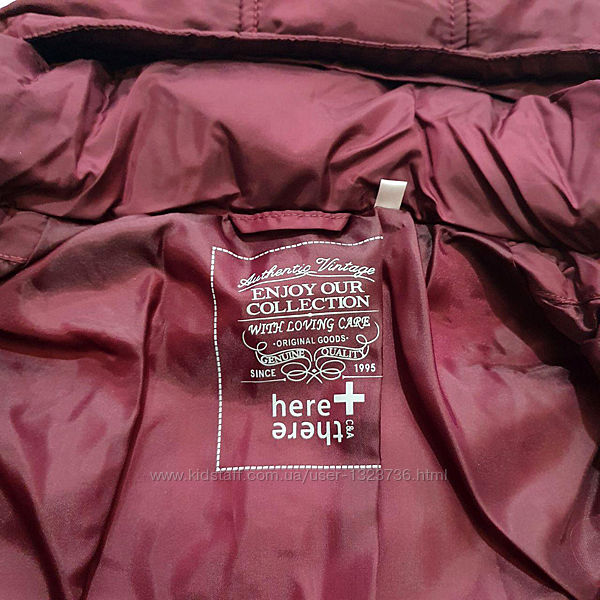 Authentic Vintage
ENJOY OUR
COLLECTION
WITH LOVING CARE
·ORIGINAL GOODS·
GENUINE QUALITY
SINCE 1995
here+
there
C&A
www.kidstaff.com.ua/user-1323736.html